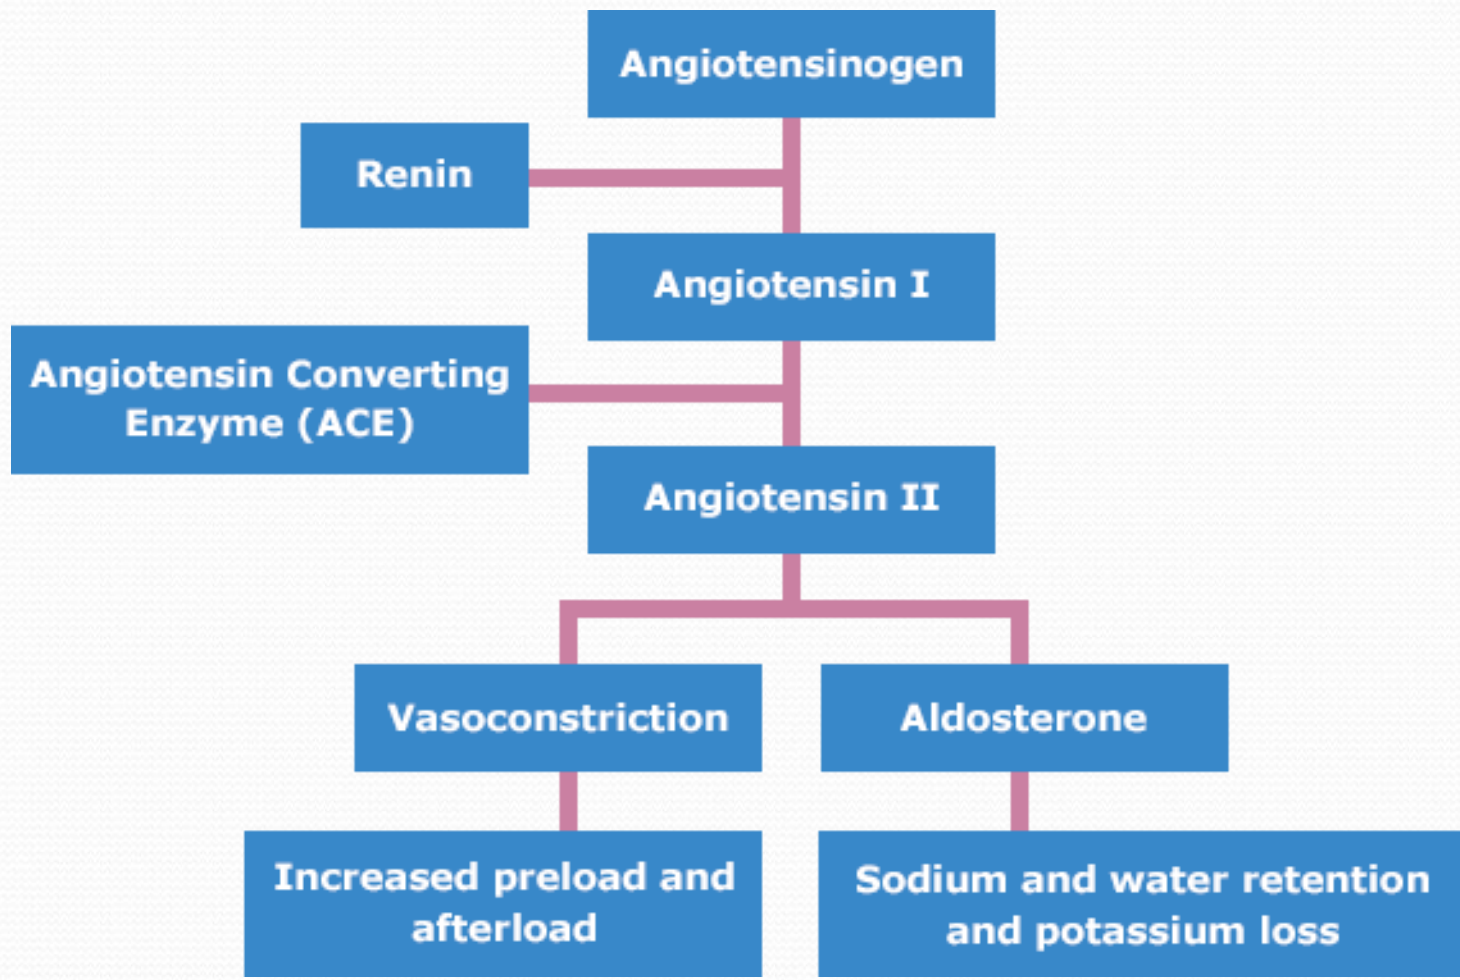 Angiotensinogen
Renin
Angiotensin I
Angiotensin Converting
Enzyme (ACE)
Angiotensin II
Vasoconstriction
Aldosterone
Increased preload and
afterload
Sodium and water retention
and potassium loss